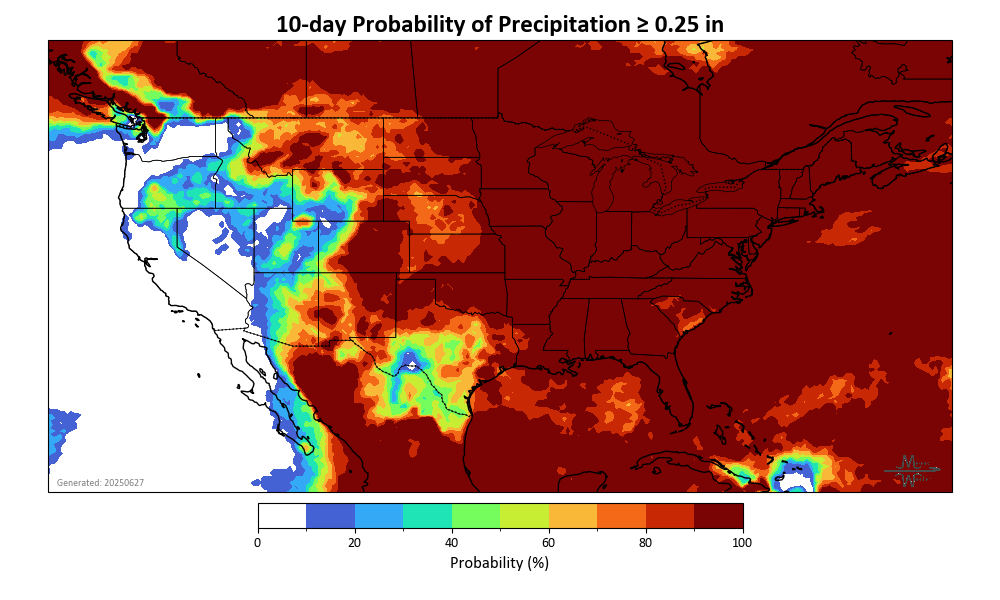 10-day Probability of Precipitation ≥ 0.25 in
Generated: 20250627
0 20 40 60 80 100
Probability (%)